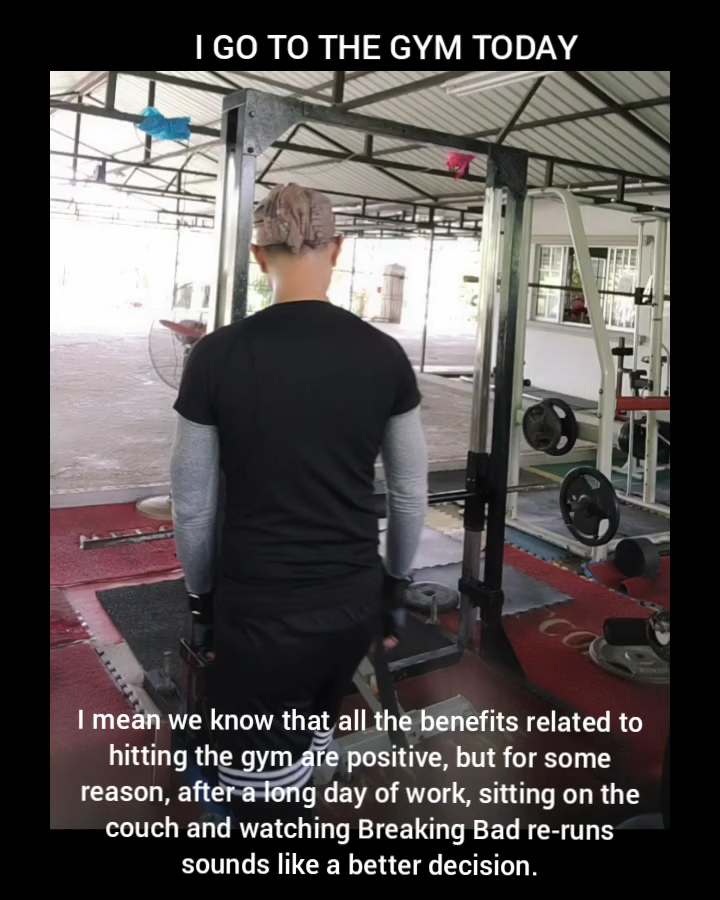 I GO TO THE GYM TODAY
CO
I mean we know that all the benefits related to
hitting the gym are positive, but for some
reason, after a long day of work, sitting on the
couch and watching Breaking Bad re-runs
sounds like a better decision.